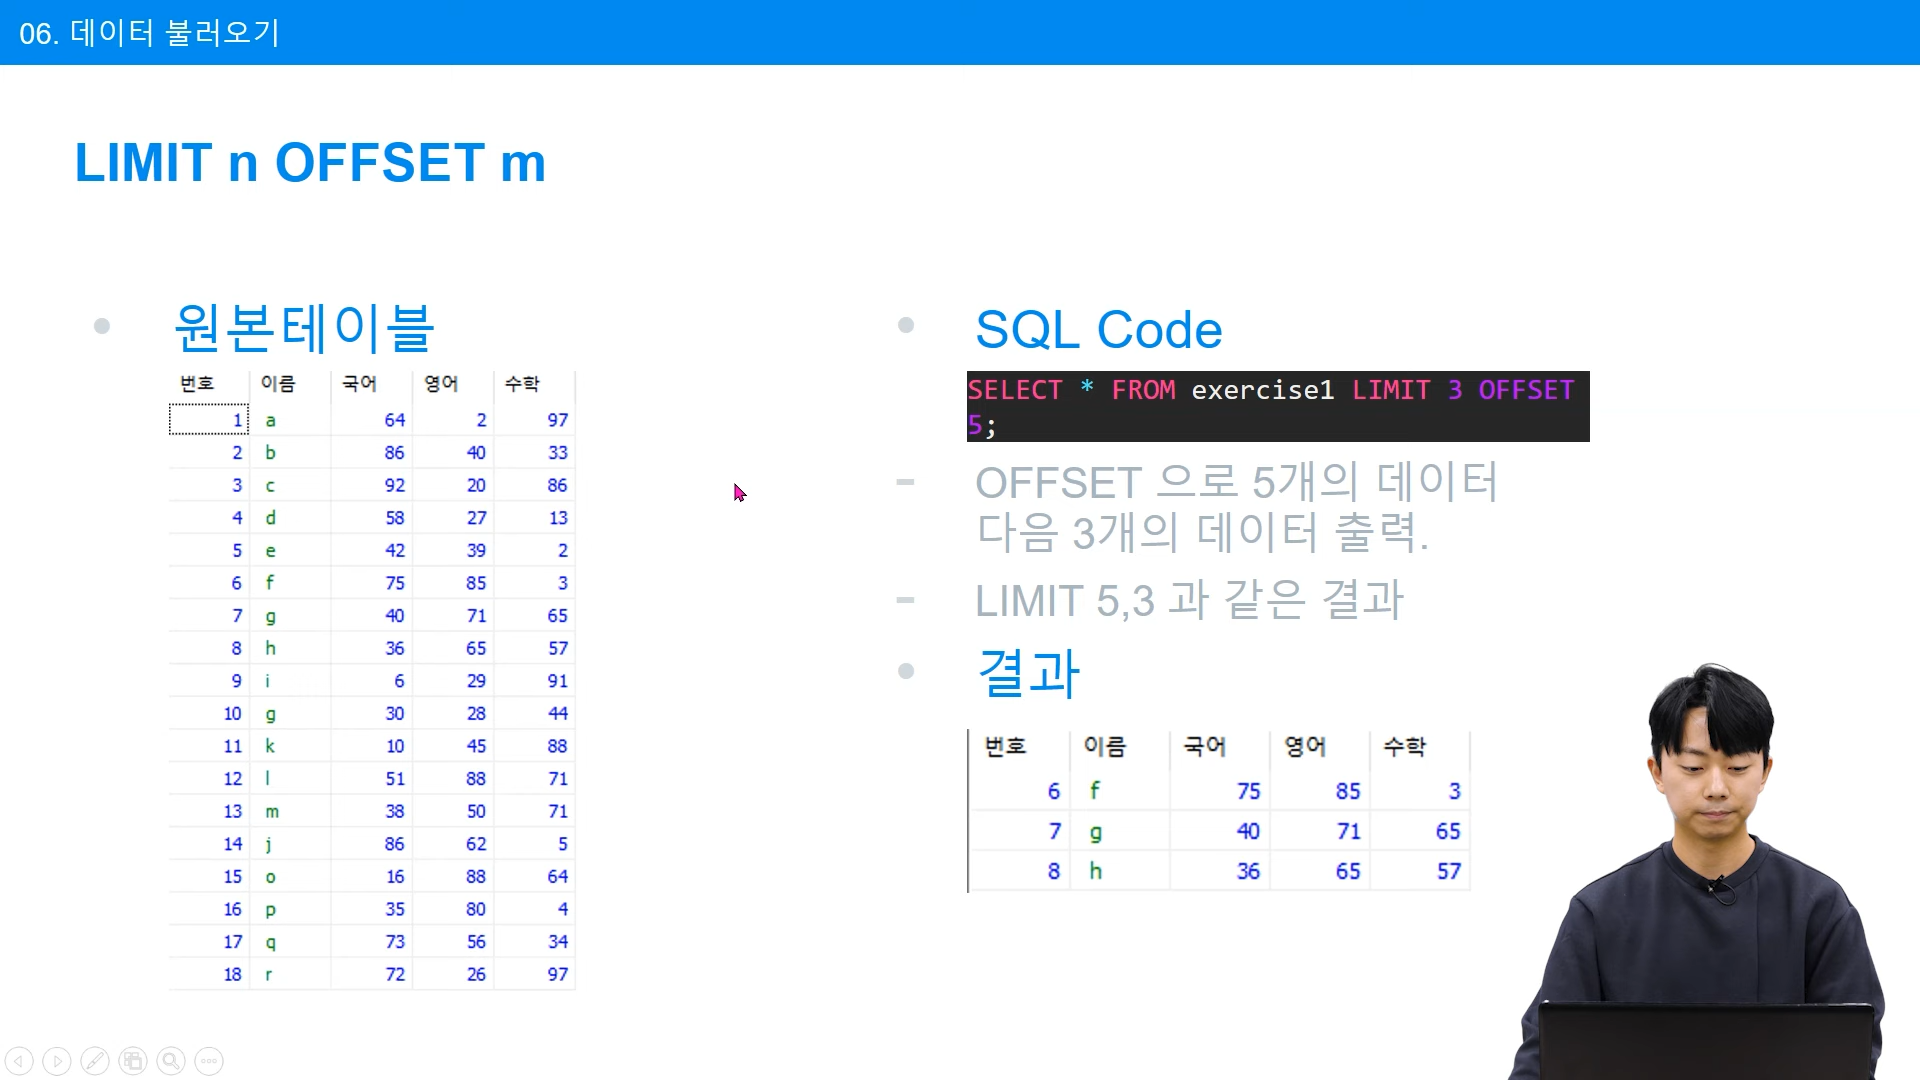 06. 데이터 불러오기
LIMIT n OFFSET m
원본테이블
번호 이름 국어 영어 수학
1 a 64 2 97
2 b 86 40 33
3 c 92 20 86
4 d 58 27 13
5 e 42 39 2
6 f 75 85 3
7 g 40 71 65
8 h 36 65 57
9 i 6 29 91
10 g 30 28 44
11 k 10 45 88
12 l 51 88 71
13 m 38 50 71
14 j 86 62 5
15 o 16 88 64
16 p 35 80 4
17 q 73 56 34
18 r 72 26 97
SQL Code
SELECT * FROM exercise1 LIMIT 3 OFFSET
5;
OFFSET 으로 5개의 데이터
다음 3개의 데이터 출력.
LIMIT 5,3 과 같은 결과
결과
번호 이름 국어 영어 수학
6 f 75 85 3
7 g 40 71 65
8 h 36 65 57